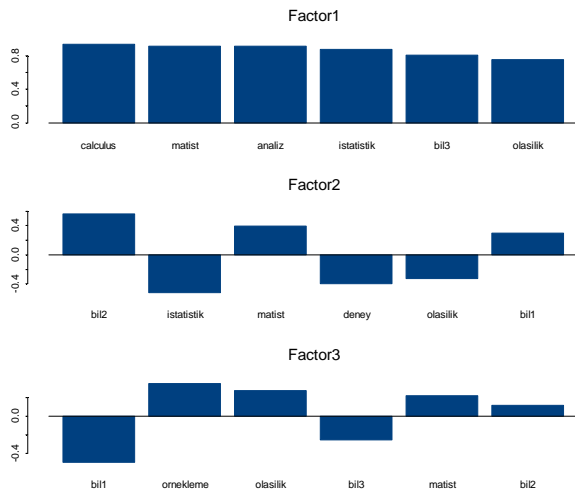 Factor1
0.8
0.4
0.0
calculus matist analiz istatistik bil3 olasilik
Factor2
0.4
0.0
-0.4
bil2 istatistik matist deney olasilik bil1
Factor3
0.0
-0.4
bil1 ornekleme olasilik bil3 matist bil2